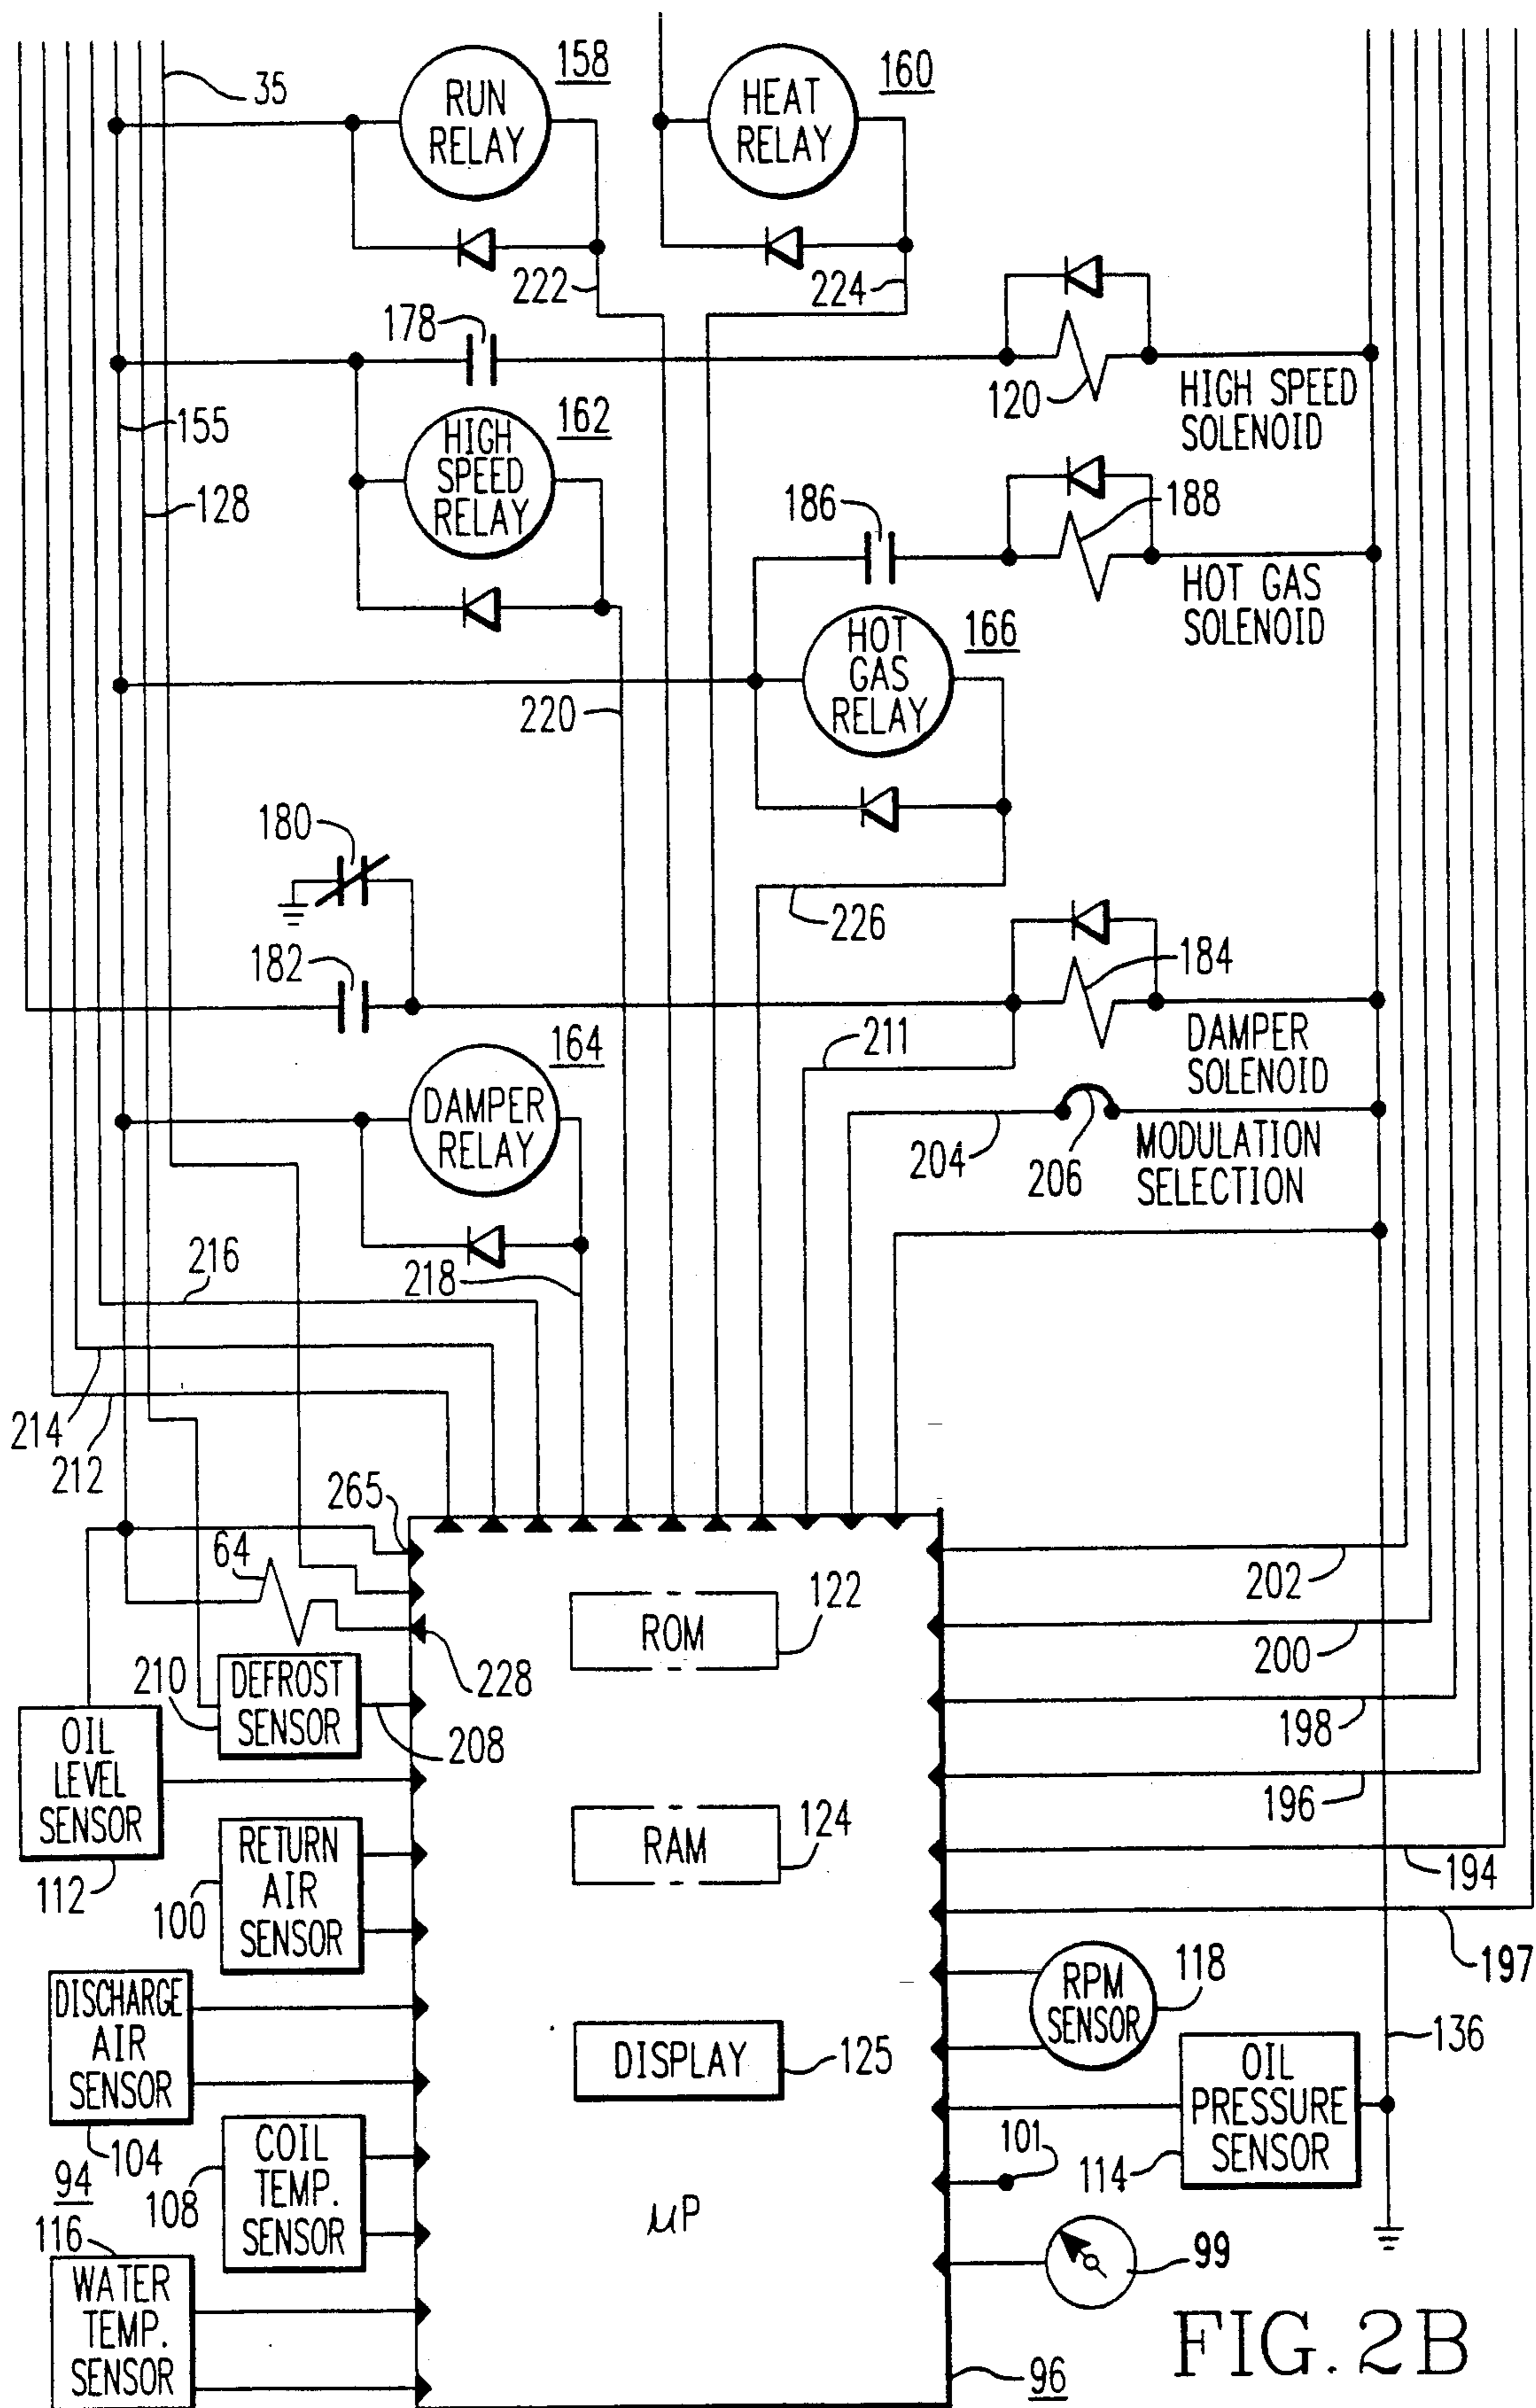 35
RUN
RELAY
158
HEAT
RELAY
160
222
224
178
120
HIGH SPEED
SOLENOID
155
HIGH
SPEED
RELAY
162
128
186
188
HOT GAS
SOLENOID
HOT
GAS
RELAY
166
220
180
226
182
184
DAMPER
SOLENOID
211
164
DAMPER
RELAY
204
206
MODULATION
SELECTION
216
218
214
212
265
64
228
ROM
122
202
200
210
DEFROST
SENSOR
208
198
OIL
LEVEL
SENSOR
112
196
RAM
124
194
RETURN
AIR
SENSOR
100
197
RPM
SENSOR
118
DISCHARGE
AIR
SENSOR
104
DISPLAY
125
136
OIL
PRESSURE
SENSOR
114
101
COIL
TEMP.
SENSOR
108
94
μP
116
WATER
TEMP.
SENSOR
99
96
FIG. 2B